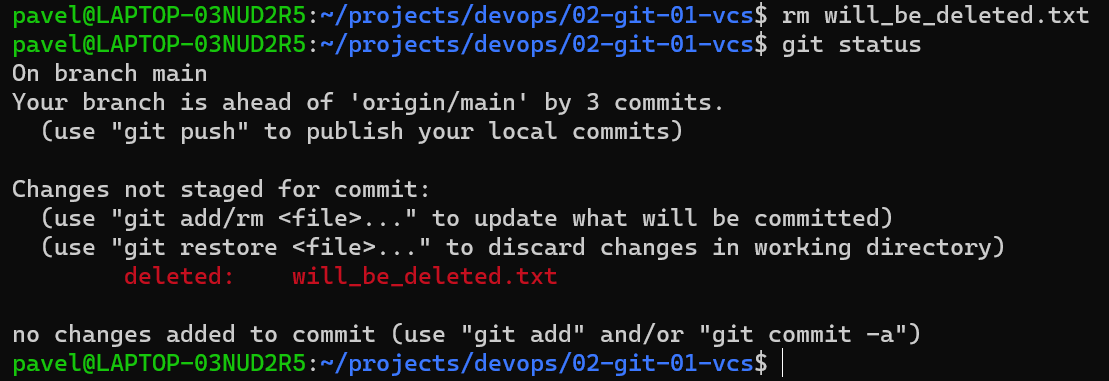 pavel@LAPTOP-03NUD2R5:~/projects/devops/02-git-01-vcs$ rm will_be_deleted.txt
pavel@LAPTOP-03NUD2R5:~/projects/devops/02-git-01-vcs$ git status
On branch main
Your branch is ahead of 'origin/main' by 3 commits.
  (use "git push" to publish your local commits)

Changes not staged for commit:
  (use "git add/rm <file>..." to update what will be committed)
  (use "git restore <file>..." to discard changes in working directory)
        deleted:    will_be_deleted.txt

no changes added to commit (use "git add" and/or "git commit -a")
pavel@LAPTOP-03NUD2R5:~/projects/devops/02-git-01-vcs$